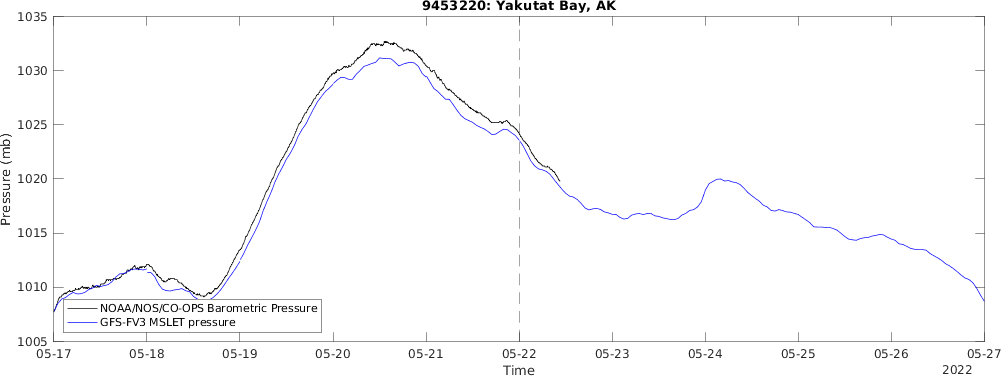 9453220: Yakutat Bay, AK
Pressure (mb)
1035
1030
1025
1020
1015
1010
1005
NOAA/NOS/CO-OPS Barometric Pressure
GFS-FV3 MSLET pressure
05-17 05-18 05-19 05-20 05-21 05-22 05-23 05-24 05-25 05-26 05-27
Time
2022